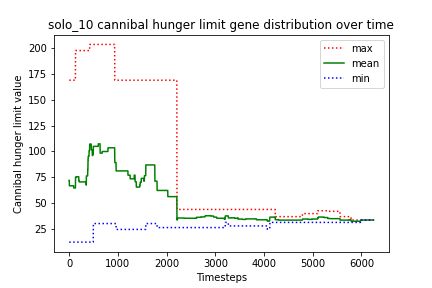 solo_10 cannibal hunger limit gene distribution over time
200
175
150
125
100
75
50
25
Cannibal hunger limit value
max
mean
min
0 1000 2000 3000 4000 5000 6000
Timesteps